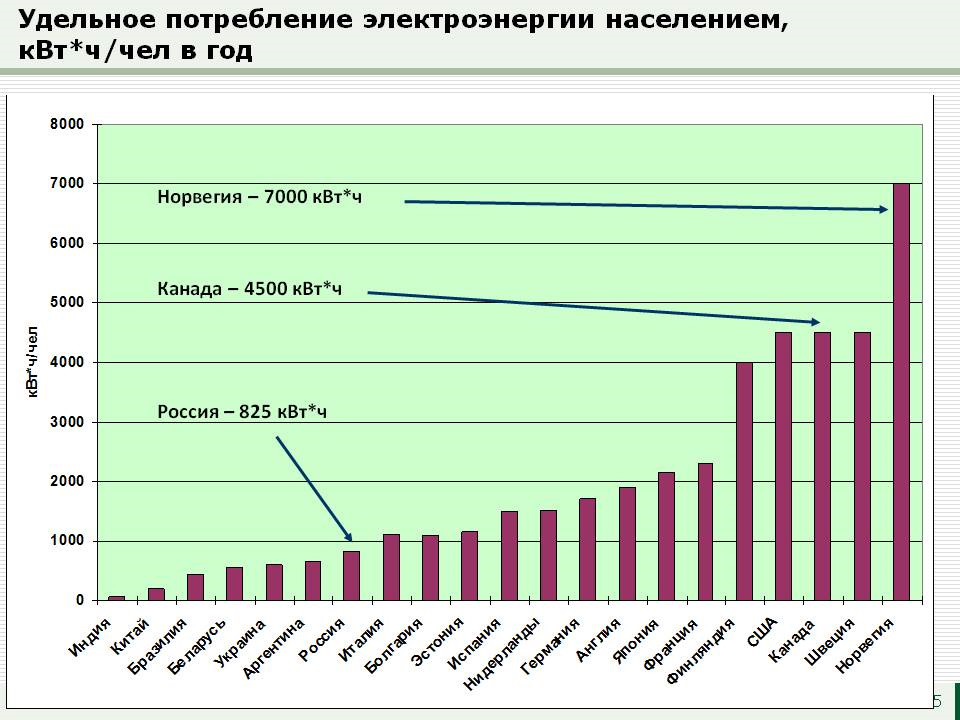 Удельное потребление электроэнергии населением,
кВт*ч/чел в год
8000
7000
6000
5000
4000
3000
2000
1000
0
кВт*ч/чел
Норвегия – 7000 кВт*ч
Канада – 4500 кВт*ч
Россия – 825 кВт*ч
Индия
Китай
Бразилия
Беларусь
Украина
Аргентина
Россия
Италия
Болгария
Эстония
Испания
Нидерланды
Германия
Англия
Япония
Франция
Финляндия
США
Канада
Швеция
Норвегия
5